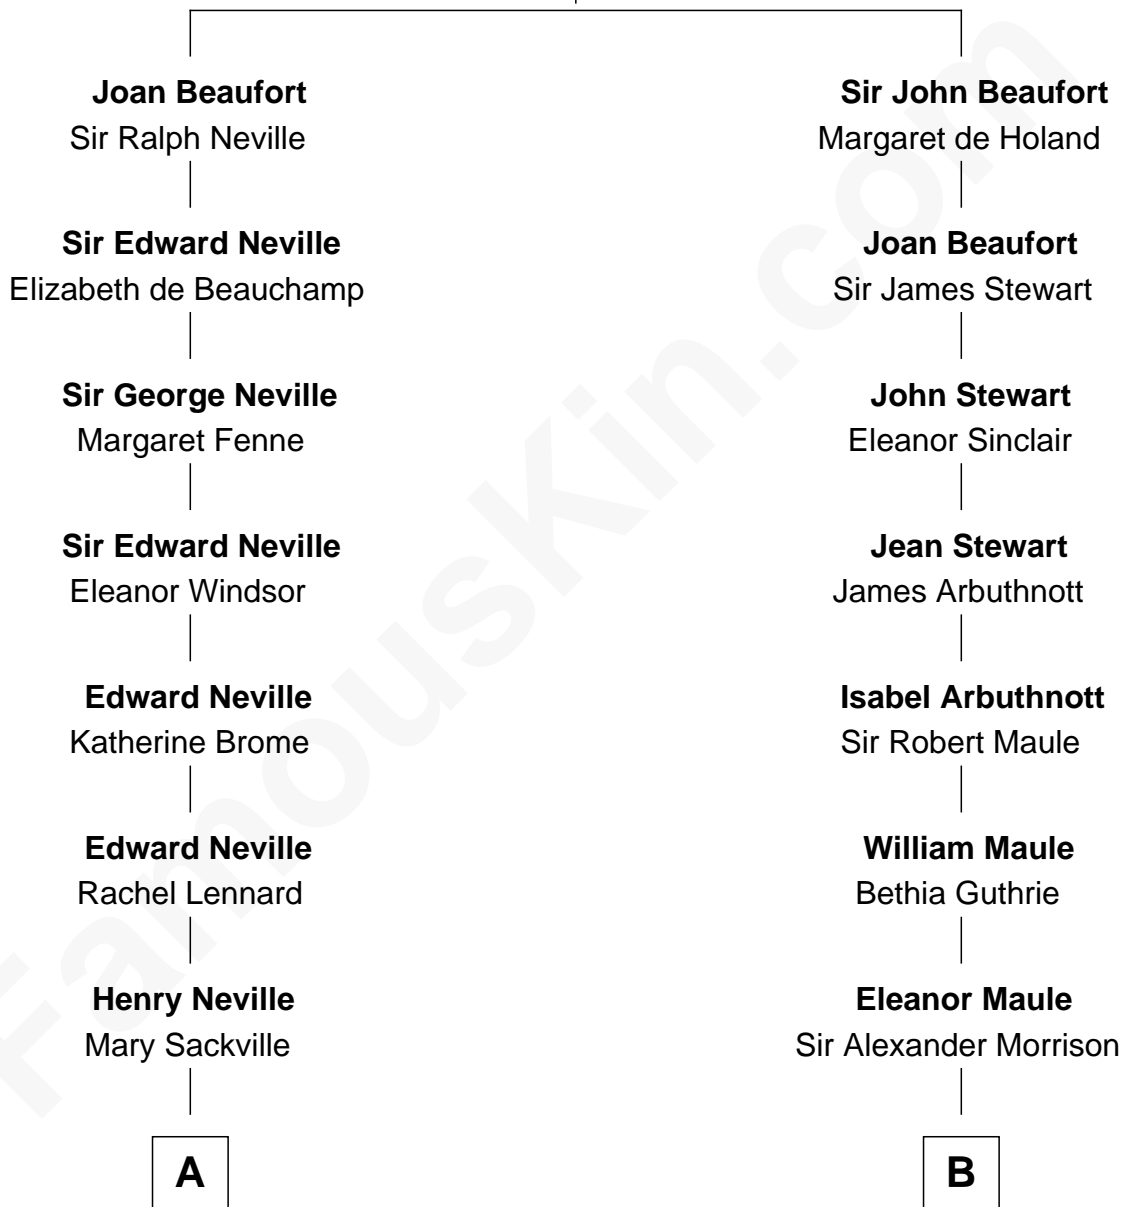 Joan Beaufort
Sir Ralph Neville
Sir John Beaufort
Margaret de Holand
Sir Edward Neville
Elizabeth de Beauchamp
Joan Beaufort
Sir James Stewart
Sir George Neville
Margaret Fenne
John Stewart
Eleanor Sinclair
Sir Edward Neville
Eleanor Windsor
Jean Stewart
James Arbuthnott
Edward Neville
Katherine Brome
Isabel Arbuthnott
Sir Robert Maule
Edward Neville
Rachel Lennard
William Maule
Bethia Guthrie
Henry Neville
Mary Sackville
Eleanor Maule
Sir Alexander Morrison
A
B
FamousKin.com